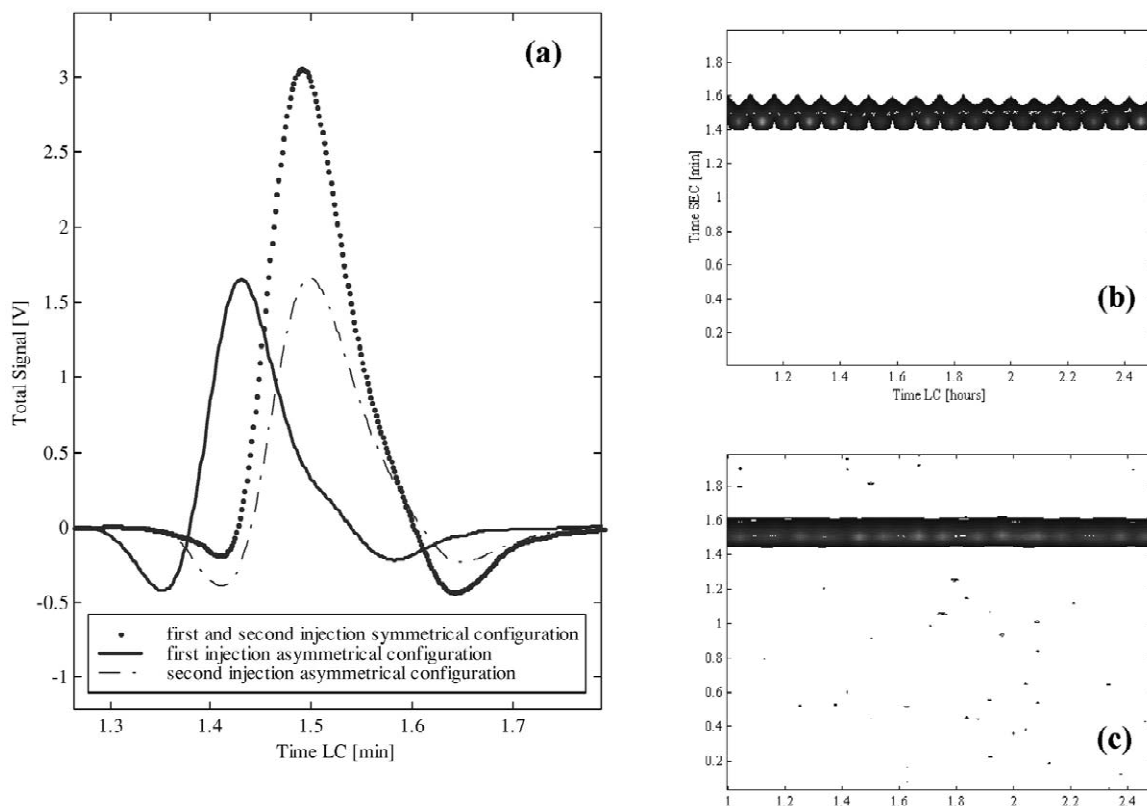 (a)
3
2.5
2
1.5
1
0.5
0
-0.5
-1
Total Signal [V]
first and second injection symmetrical configuration
first injection asymmetrical configuration
second injection asymmetrical configuration
1.3 1.4 1.5 1.6 1.7
Time LC [min]
1.8
1.6
1.4
1.2
1
0.8
0.6
0.4
0.2
Time SEC [min]
(b)
1.2 1.4 1.6 1.8 2 2.2 2.4
Time LC [hours]
1.8
1.6
1.4
1.2
1
0.8
0.6
0.4
0.2
(c)
1 1.2 1.4 1.6 1.8 2 2.2 2.4